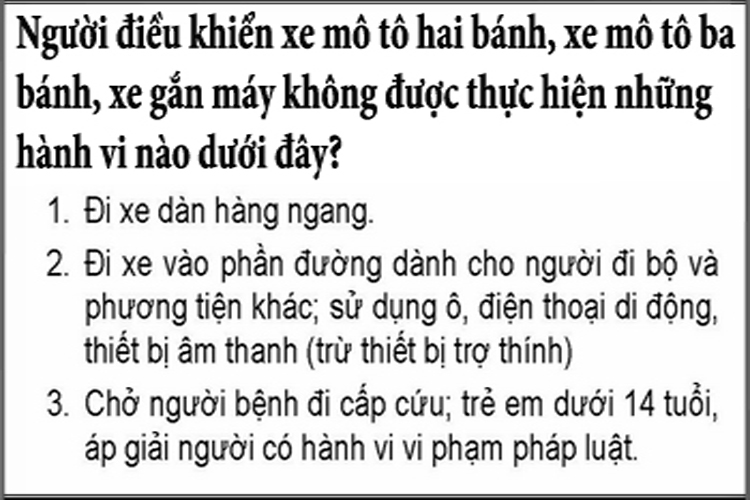 Người điều khiển xe mô tô hai bánh, xe mô tô ba
bánh, xe gắn máy không được thực hiện những
hành vi nào dưới đây?
1. Đi xe dàn hàng ngang.
2. Đi xe vào phần đường dành cho người đi bộ và
phương tiện khác; sử dụng ô, điện thoại di động,
thiết bị âm thanh (trừ thiết bị trợ thính)
3. Chở người bệnh đi cấp cứu; trẻ em dưới 14 tuổi,
áp giải người có hành vi vi phạm pháp luật.